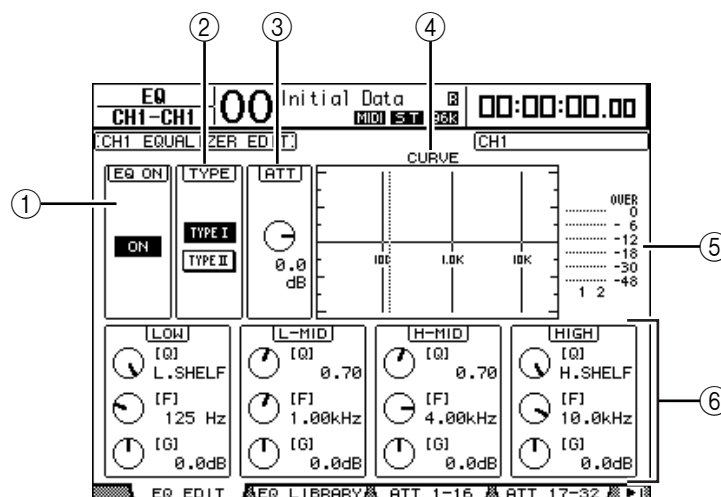 ② ③ ④
EQ
CH1-CH1
00
Initial Data
R
MIDI ST 96k
00:00:00.00
CH1 EQUALIZER EDIT
CH1
CURVE
EQ ON
TYPE
ATT
①
ON
TYPE I
TYPE II
0.0
dB
100 1.0K 10K
OVER
0
- 6
-12
-18
-30
-48
1 2
⑤
LOW
[Q]
L.SHELF
[F]
125 Hz
[G]
0.0dB
L-MID
[Q]
0.70
[F]
1.00kHz
[G]
0.0dB
H-MID
[Q]
0.70
[F]
4.00kHz
[G]
0.0dB
HIGH
[Q]
H.SHELF
[F]
10.0kHz
[G]
0.0dB
⑥
EQ EDIT
EQ LIBRARY
ATT 1-16
ATT 17-32